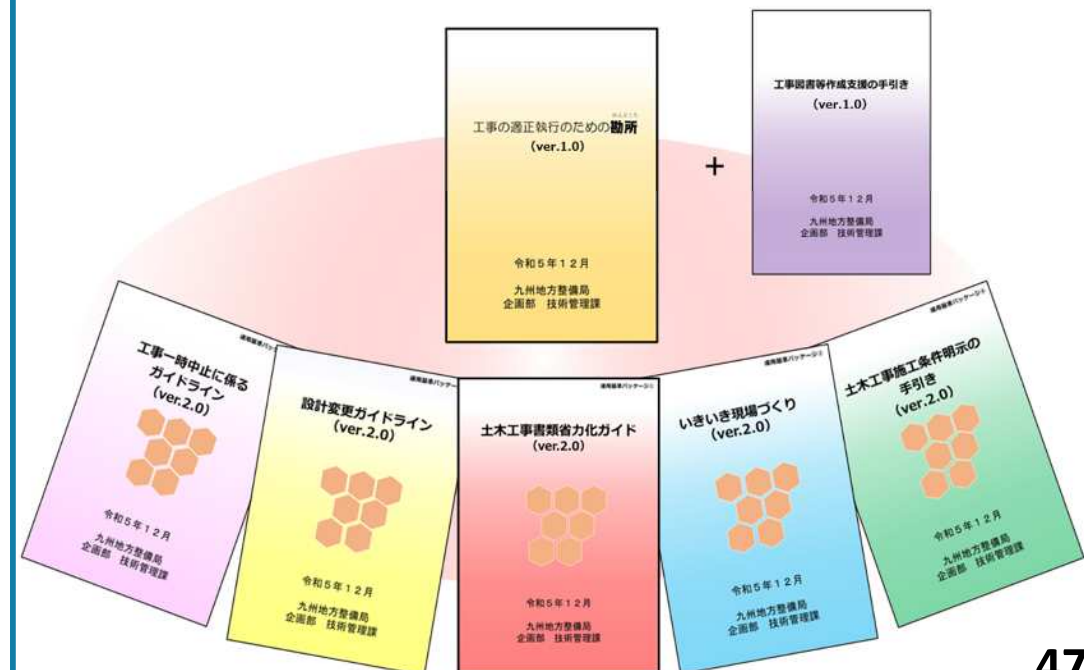 かんどころ
工事の適正執行のための勘所
(ver.1.0)
令和５年１２月
九州地方整備局
企画部　技術管理課
+
工事図書等作成支援の手引き
(ver.1.0)
令和５年１２月
九州地方整備局
企画部　技術管理課
工事一時中止に係る
ガイドライン
(ver.2.0)
令和５年１２月
九州地方整備局
企画部　技術管理課
設計変更ガイドライン
(ver.2.0)
令和５年１２月
九州地方整備局
企画部　技術管理課
土木工事書類省力化ガイド
(ver.2.0)
令和５年１２月
九州地方整備局
企画部　技術管理課
いきいき現場づくり
(ver.2.0)
令和５年１２月
九州地方整備局
企画部　技術管理課
土木工事施工条件明示の
手引き
(ver.2.0)
令和５年１２月
九州地方整備局
企画部　技術管理課
47